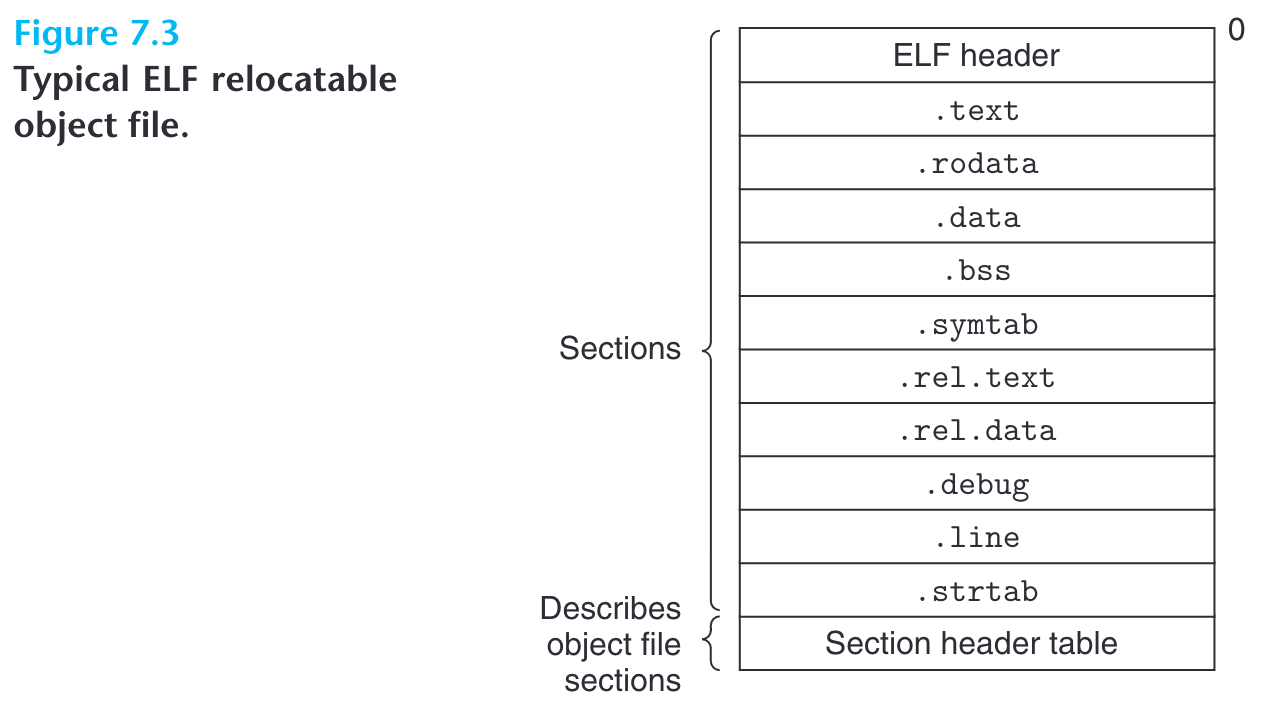 Figure 7.3
Typical ELF relocatable
object file.
0
ELF header
.text
.rodata
.data
.bss
.symtab
.rel.text
.rel.data
.debug
.line
.strtab
Section header table
Sections
Describes
object file
sections